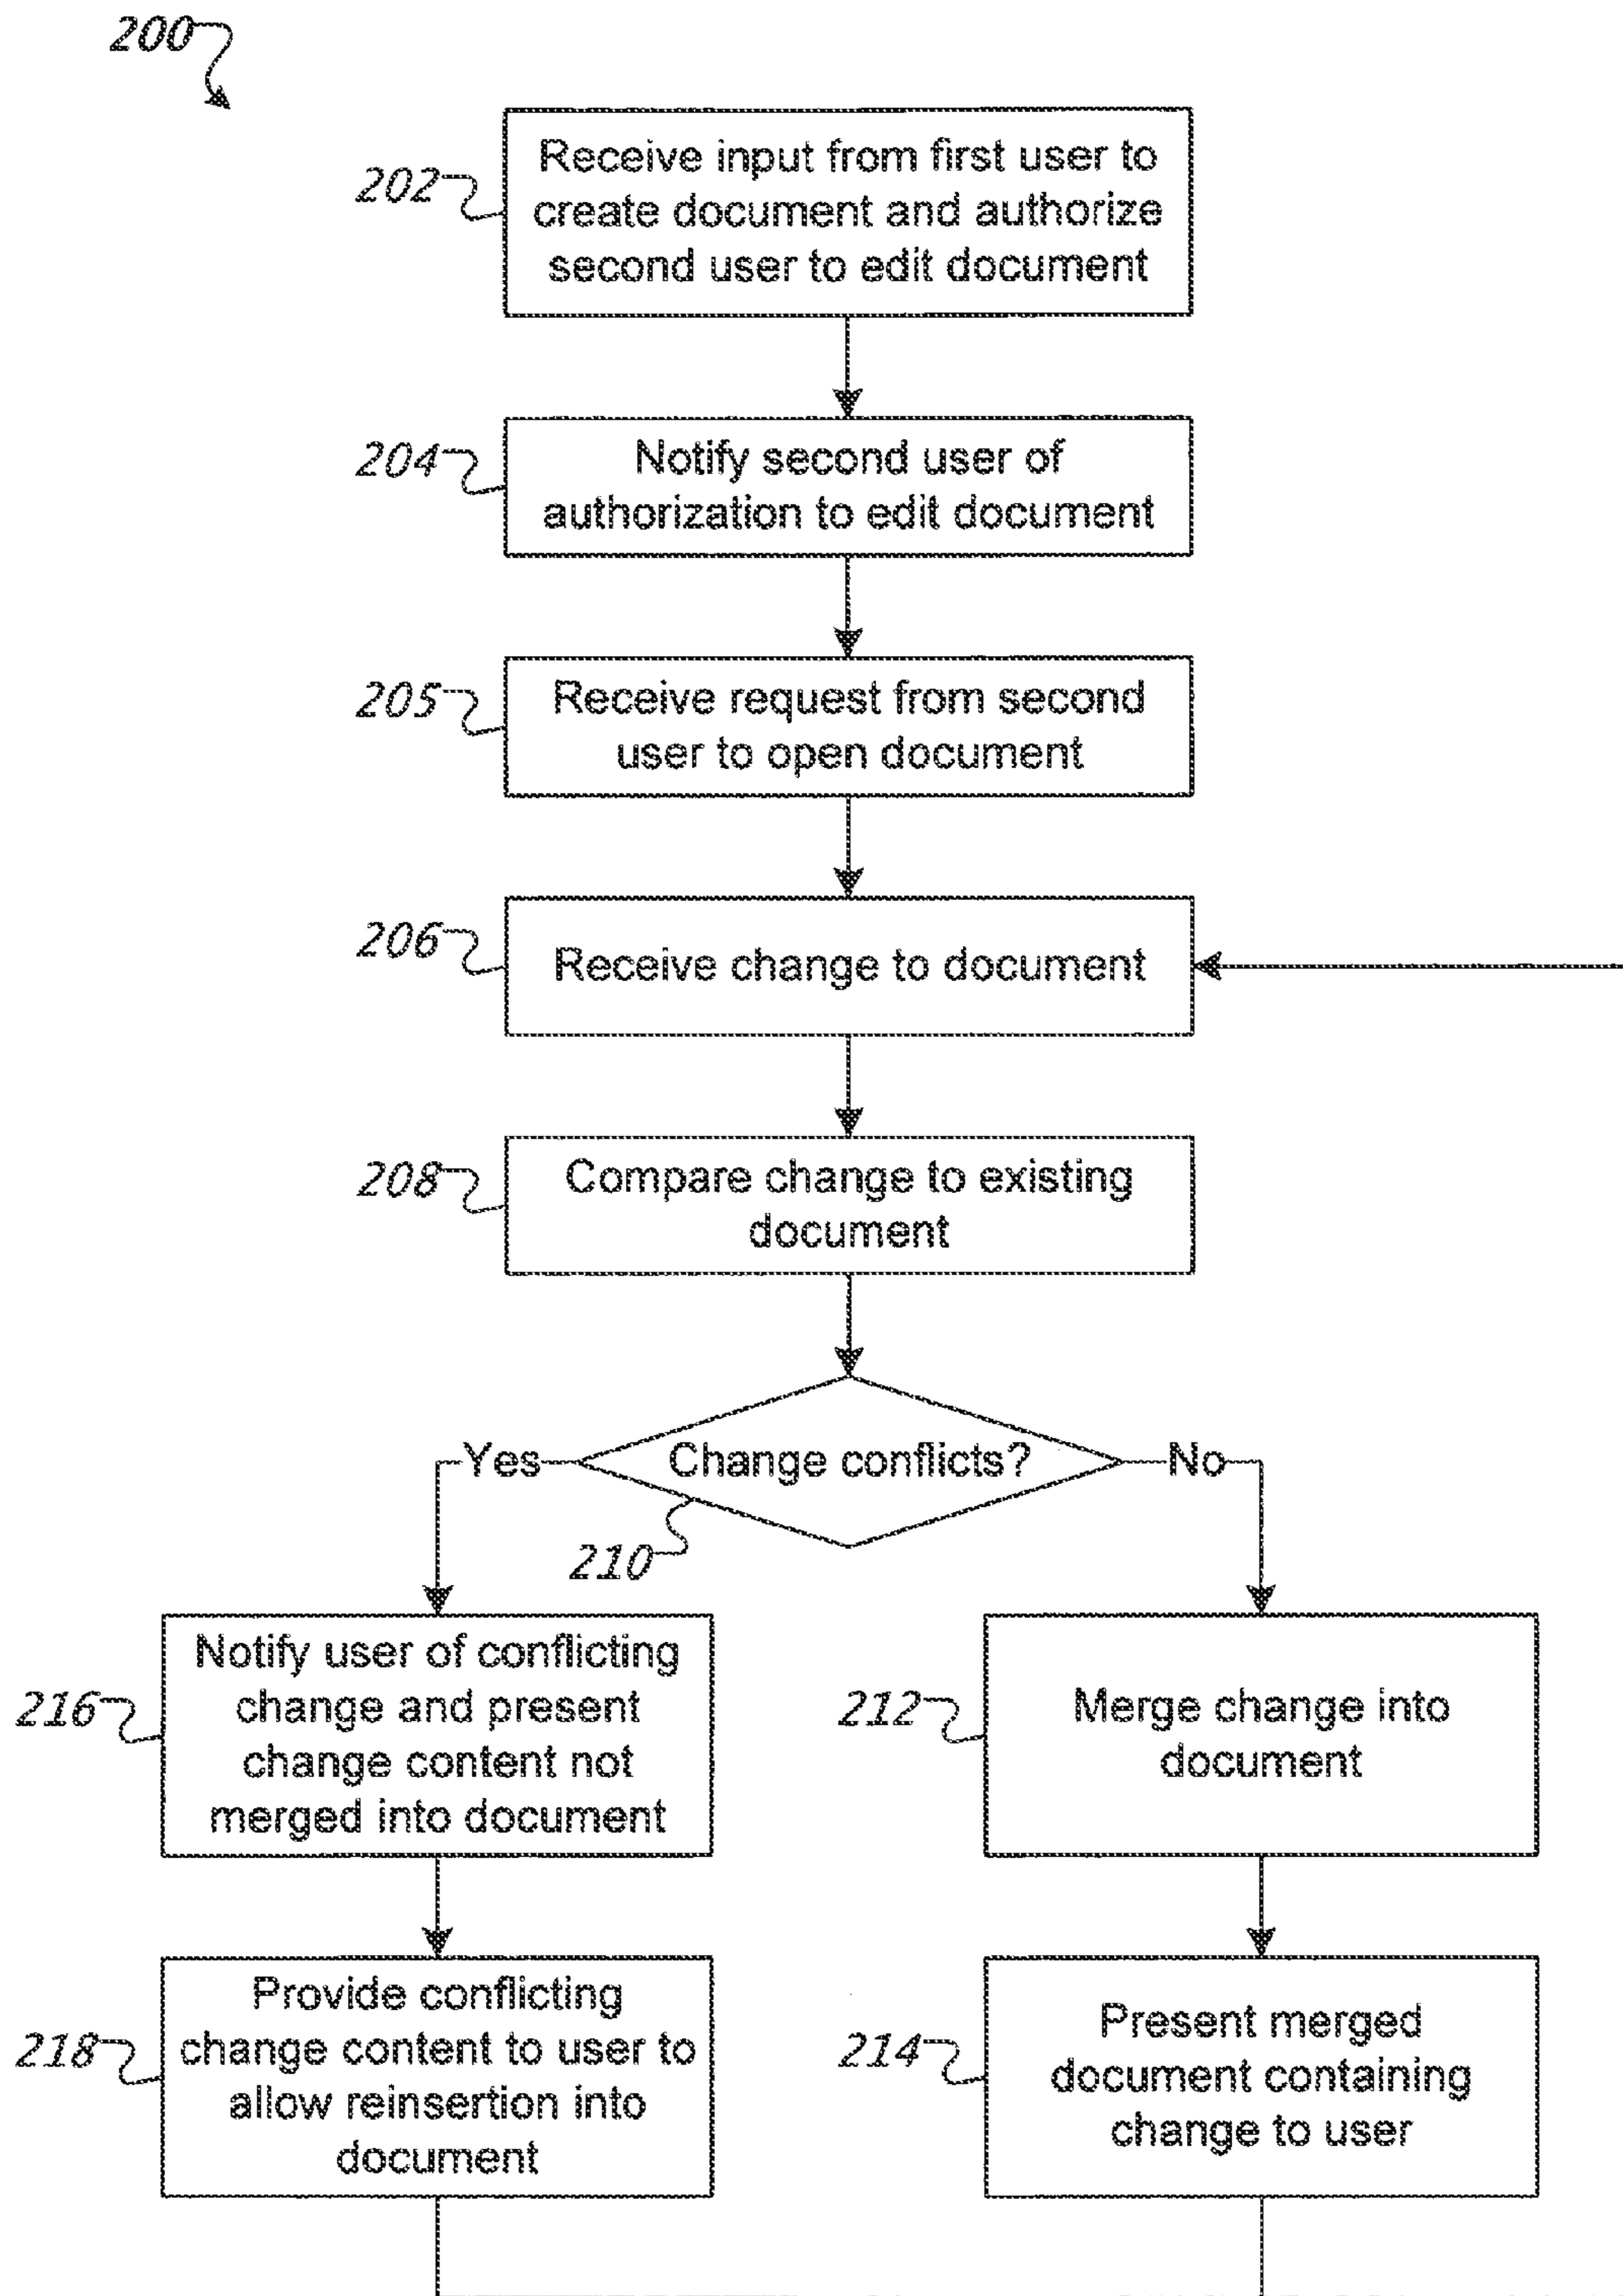 200
202
Receive input from first user to
create document and authorize
second user to edit document
204
Notify second user of
authorization to edit document
205
Receive request from second
user to open document
206
Receive change to document
208
Compare change to existing
document
Yes
Change conflicts?
No
210
216
Notify user of conflicting
change and present
change content not
merged into document
212
Merge change into
document
218
Provide conflicting
change content to user to
allow reinsertion into
document
214
Present merged
document containing
change to user